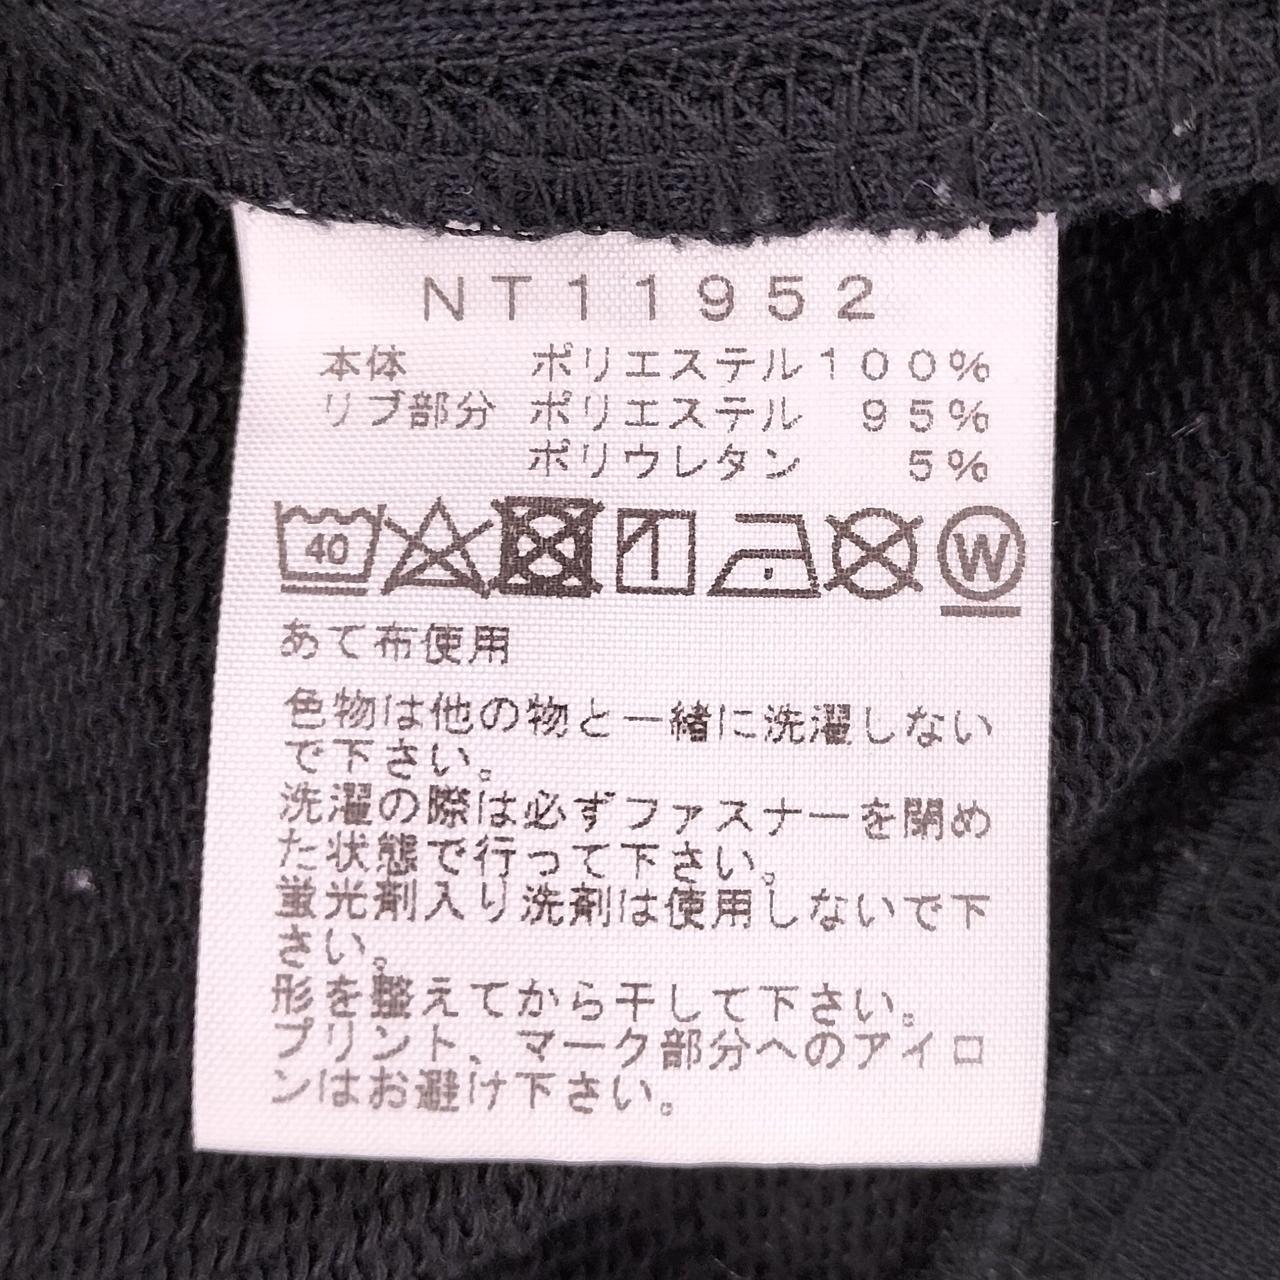 NT11952
本体 ポリエステル100%
リブ部分 ポリエステル 95%
ポリウレタン 5%
40 W
あて布使用
色物は他の物と一緒に洗濯しない
で下さい。
洗濯の際は必ずファスナーを閉め
た状態で行って下さい。
蛍光剤入り洗剤は使用しないで下
さい。
形を整えてから干して下さい。
プリント、マーク部分へのアイロ
ンはお避け下さい。